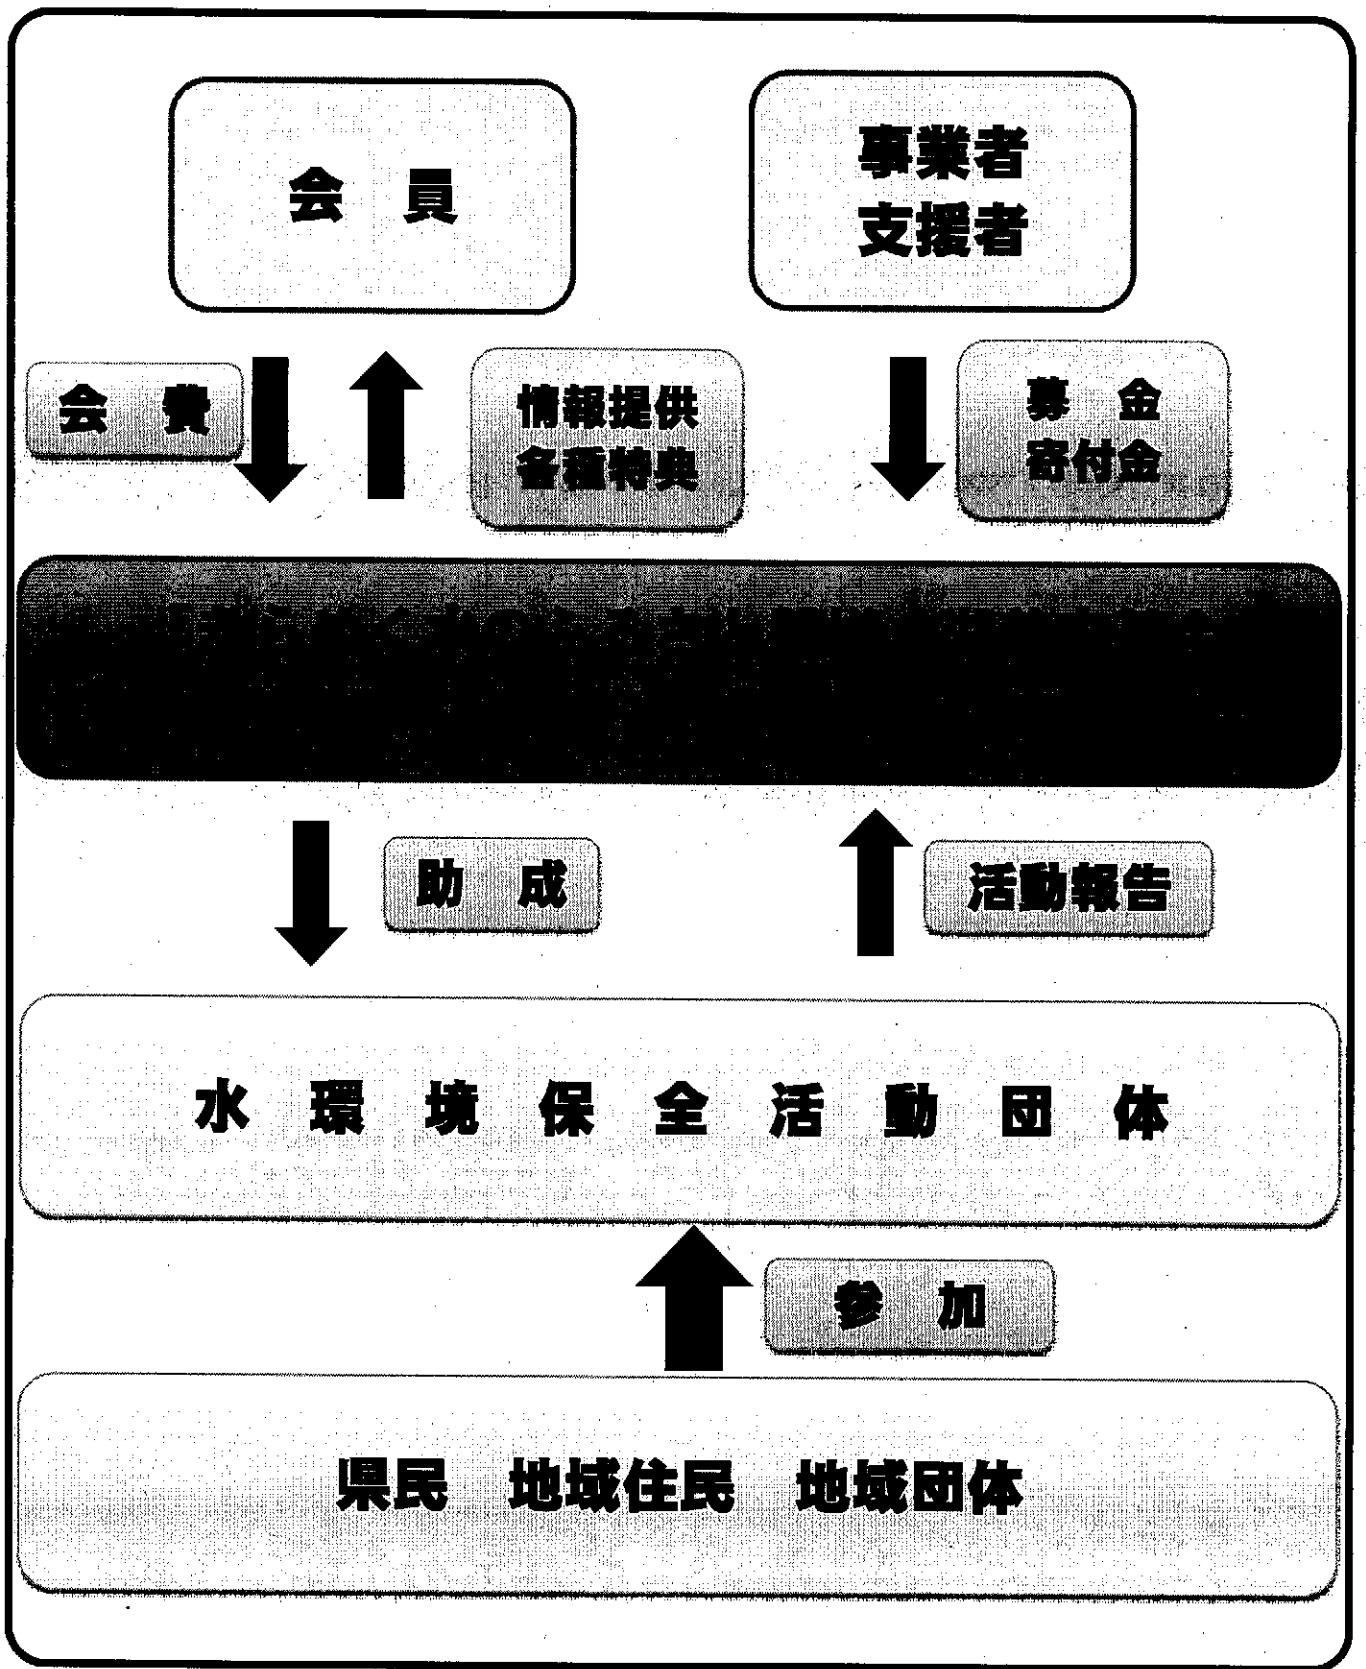 会　員
事業者
支援者
会　費
情報提供
各種特典
募　金
寄付金
助　成
活動報告
水　環　境　保　全　活　動　団　体
参　加
県民　地域住民　地域団体